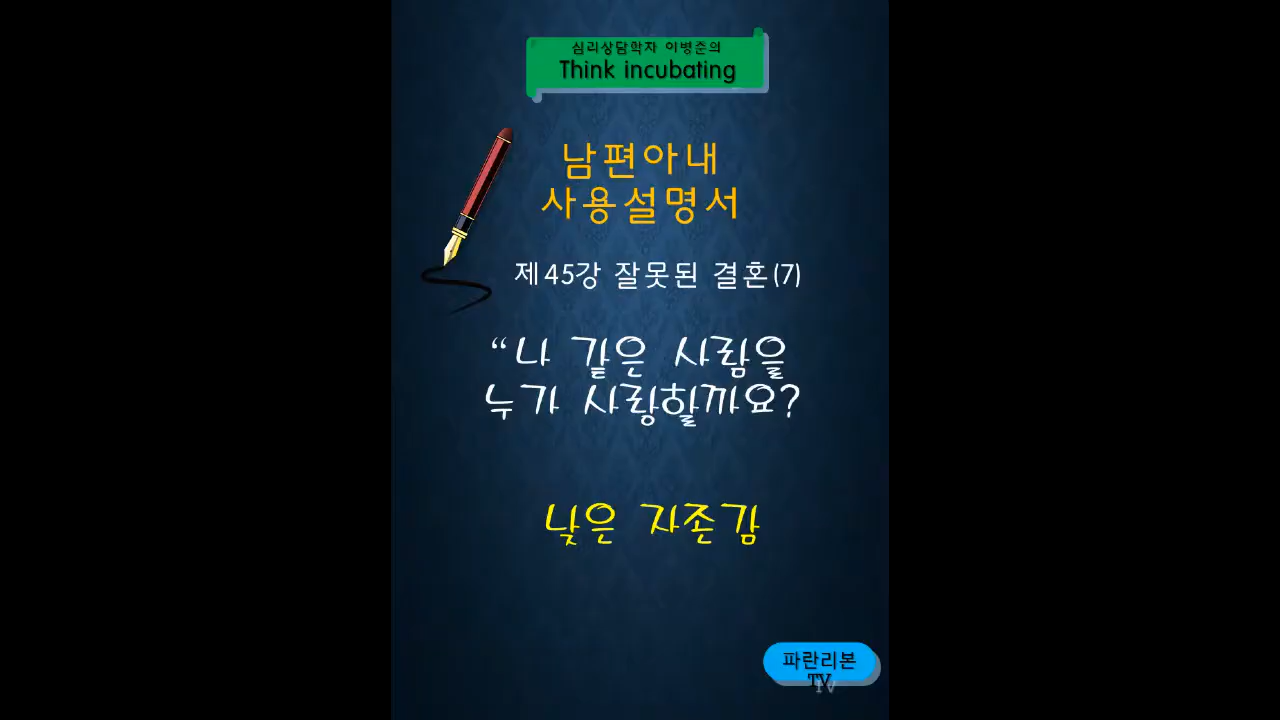 심리상담학자 이병준의
Think incubating
남편아내
사용설명서
제45강 잘못된 결혼(7)
“나 같은 사람을
누가 사랑할까요?
낮은 자존감
파란리본
TV